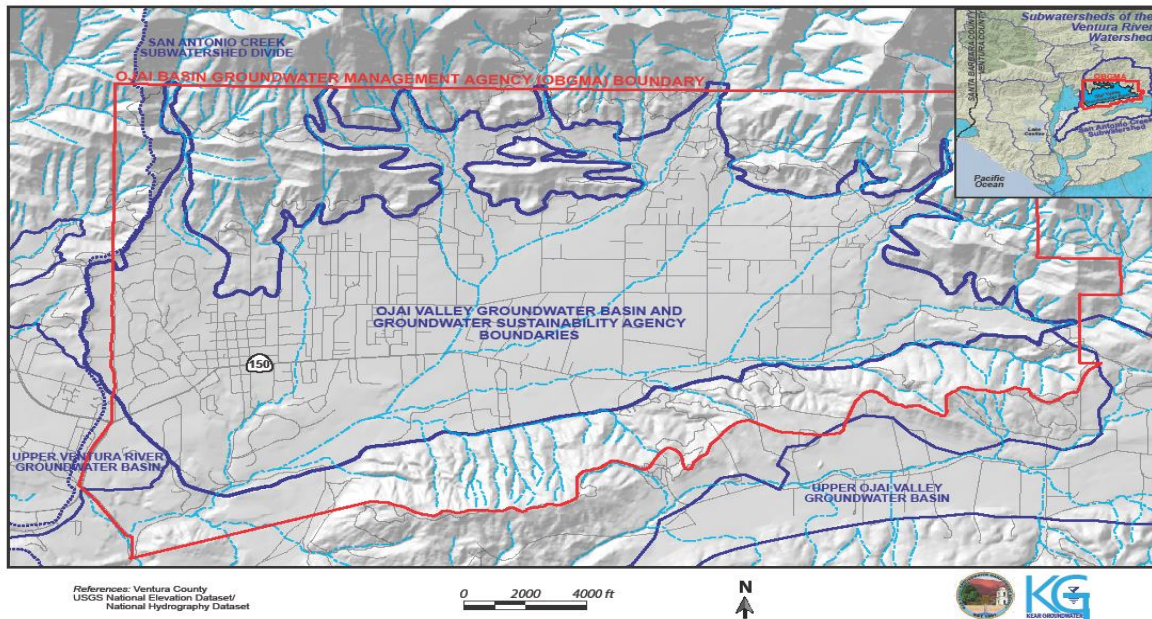 SAN ANTONIO CREEK
SUBWATERSHED DIVIDE
OJAI BASIN GROUNDWATER MANAGEMENT AGENCY (OBGMA) BOUNDARY
Subwatersheds of the
Ventura River
Watershed
SANTA BARBARA COUNTY
VENTURA COUNTY
OBGMA
San Antonio Creek
Subwatershed
Lake
Casitas
Pacific
Ocean
OJAI VALLEY GROUNDWATER BASIN AND
GROUNDWATER SUSTAINABILITY AGENCY
BOUNDARIES
150
UPPER VENTURA RIVER
GROUNDWATER BASIN
UPPER OJAI VALLEY
GROUNDWATER BASIN
References: Ventura County
USGS National Elevation Dataset/
National Hydrography Dataset
0 2000 4000 ft
N
KG
KEAR GROUNDWATER